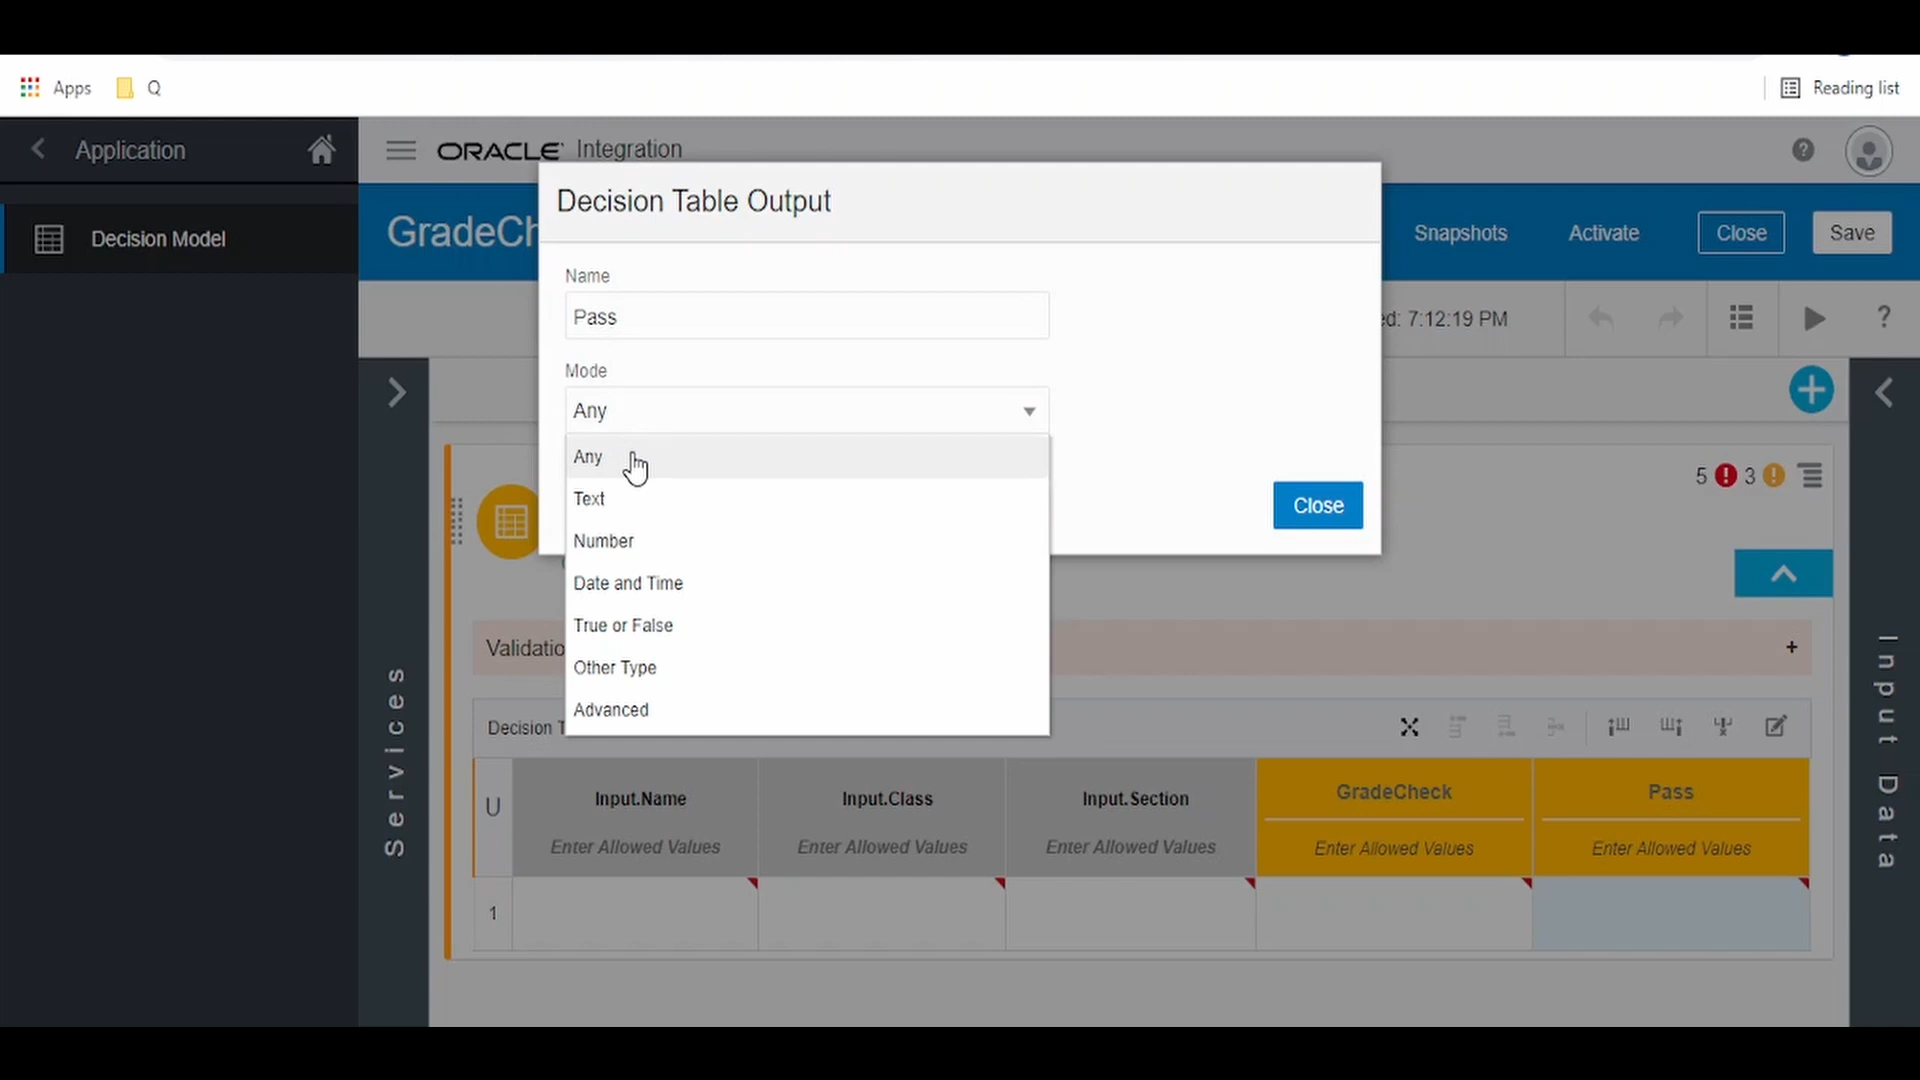 Apps
Q
Reading list
Application
ORACLE Integration
Decision Model
GradeCh
Snapshots
Activate
Close
Save
Decision Table Output
Name
Pass
Mode
Any
Any
Text
Number
Date and Time
True or False
Other Type
Advanced
Close
ed: 7:12:19 PM
?
5 ! 3 !
Validatio
+
Services
Input Data
Decision T
U
Input.Name
Input.Class
Input.Section
GradeCheck
Pass
Enter Allowed Values
Enter Allowed Values
Enter Allowed Values
Enter Allowed Values
Enter Allowed Values
1